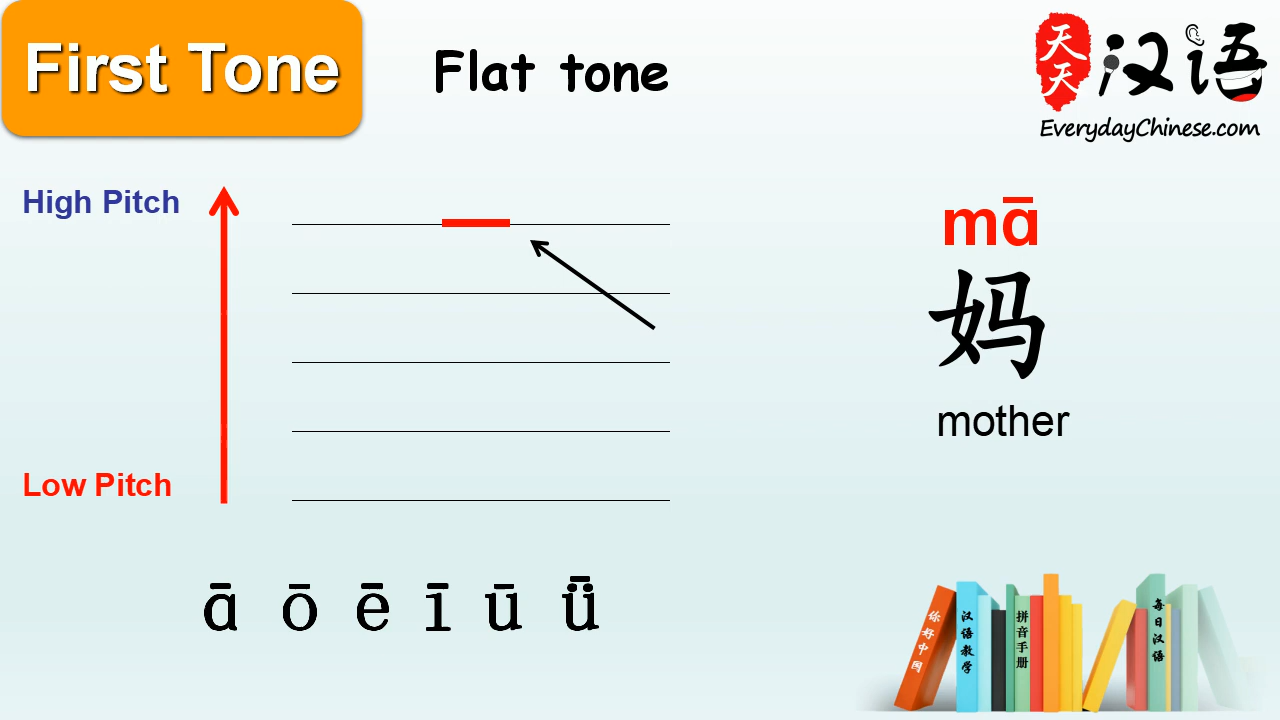 First Tone
Flat tone
天天汉语
EverydayChinese.com
High Pitch
Low Pitch
mā
妈
mother
ā ō ē ī ū ǖ
你好中国
汉语教学
拼音手册
每日汉语